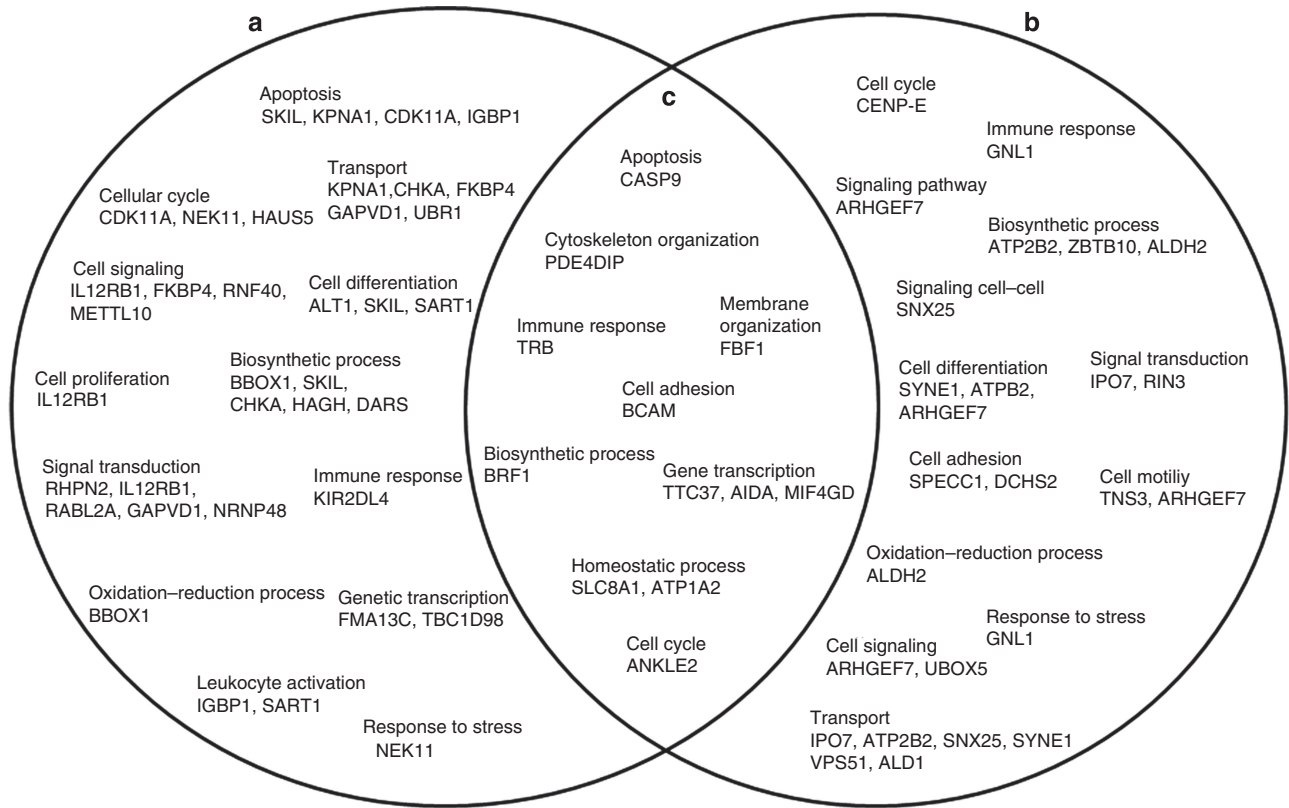 a
Apoptosis
SKIL, KPNA1, CDK11A, IGBP1
Transport
KPNA1,CHKA, FKBP4
GAPVD1, UBR1
Cellular cycle
CDK11A, NEK11, HAUS5
Cell signaling
IL12RB1, FKBP4, RNF40,
METTL10
Cell differentiation
ALT1, SKIL, SART1
Biosynthetic process
BBOX1, SKIL,
CHKA, HAGH, DARS
Cell proliferation
IL12RB1
Signal transduction
RHPN2, IL12RB1,
RABL2A, GAPVD1, NRNP48
Immune response
KIR2DL4
Oxidation–reduction process
BBOX1
Genetic transcription
FMA13C, TBC1D98
Leukocyte activation
IGBP1, SART1
Response to stress
NEK11
c
Apoptosis
CASP9
Cytoskeleton organization
PDE4DIP
Immune response
TRB
Membrane
organization
FBF1
Cell adhesion
BCAM
Biosynthetic process
BRF1
Gene transcription
TTC37, AIDA, MIF4GD
Homeostatic process
SLC8A1, ATP1A2
Cell cycle
ANKLE2
b
Cell cycle
CENP-E
Immune response
GNL1
Signaling pathway
ARHGEF7
Biosynthetic process
ATP2B2, ZBTB10, ALDH2
Signaling cell–cell
SNX25
Cell differentiation
SYNE1, ATPB2,
ARHGEF7
Signal transduction
IPO7, RIN3
Cell adhesion
SPECC1, DCHS2
Cell motiliy
TNS3, ARHGEF7
Oxidation–reduction process
ALDH2
Response to stress
GNL1
Cell signaling
ARHGEF7, UBOX5
Transport
IPO7, ATP2B2, SNX25, SYNE1
VPS51, ALD1